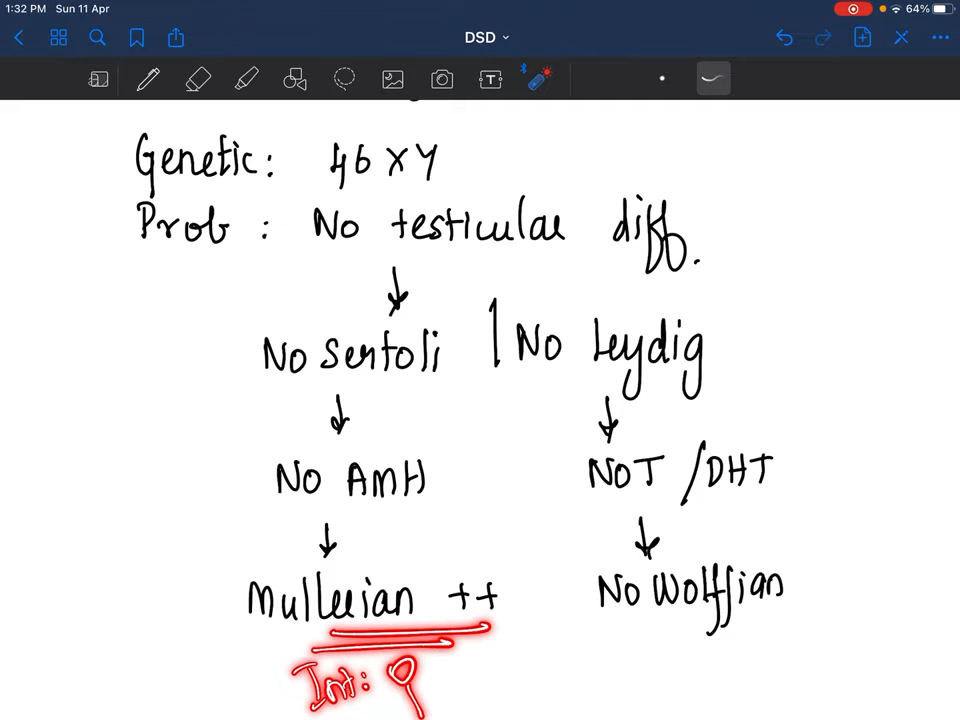 1:32 PM Sun 11 Apr 64%
DSD
T
Genetic: 46 XY
Prob : No testicular diff.
No Sertoli | No Leydig
No AMH NO T / DHT
Mullerian ++ No Wolffian
Int: ♀